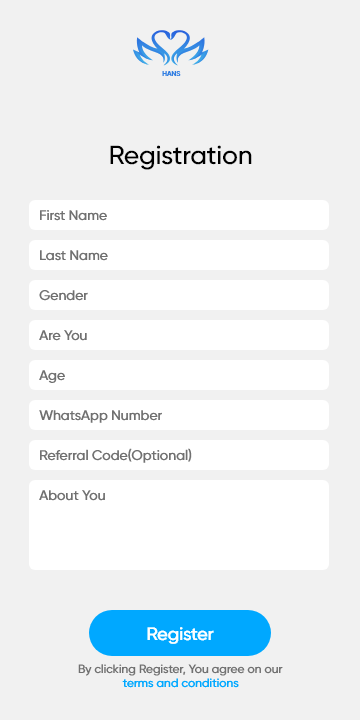 HANS
Registration
First Name
Last Name
Gender
Are You
Age
WhatsApp Number
Referral Code(Optional)
About You
Register
By clicking Register, You agree on our
terms and conditions